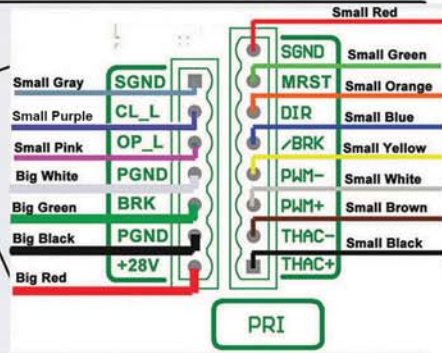 Small Red
SGND
Small Green
MRST
Small Orange
DIR
Small Blue
/BRK
Small Yellow
PWM-
Small White
PWM+
Small Brown
THAC-
Small Black
THAC+
Small Gray
SGND
Small Purple
CL_L
Small Pink
OP_L
Big White
PGND
Big Green
BRK
Big Black
PGND
+28V
Big Red
PRI